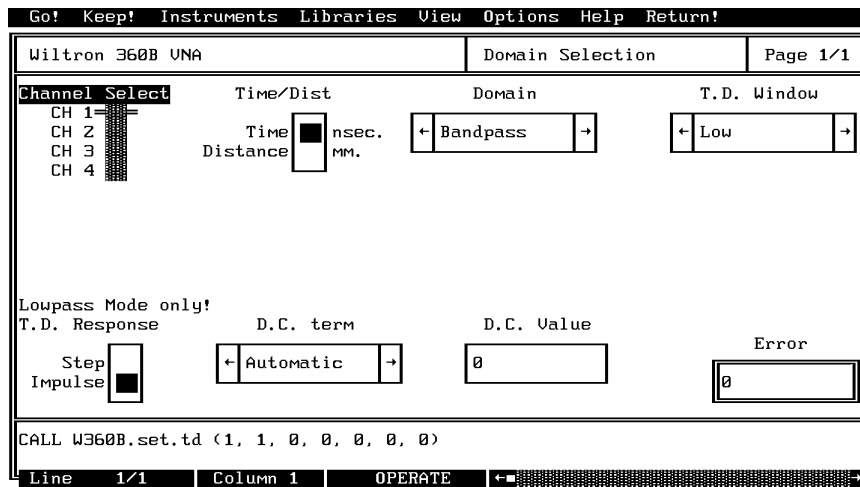 Go! Keep! Instruments Libraries View Options Help Return!
Wiltron 360B VNA Domain Selection Page 1/1
Channel Select Time/Dist Domain T.D. Window
CH 1
CH 2
CH 3
CH 4
Time nsec.
Distance mm.
← Bandpass →
← Low →
Lowpass Mode only!
T.D. Response D.C. term D.C. Value Error
Step
Impulse
← Automatic →
0
0
CALL W360B.set.td (1, 1, 0, 0, 0, 0, 0)
Line 1/1 Column 1 OPERATE